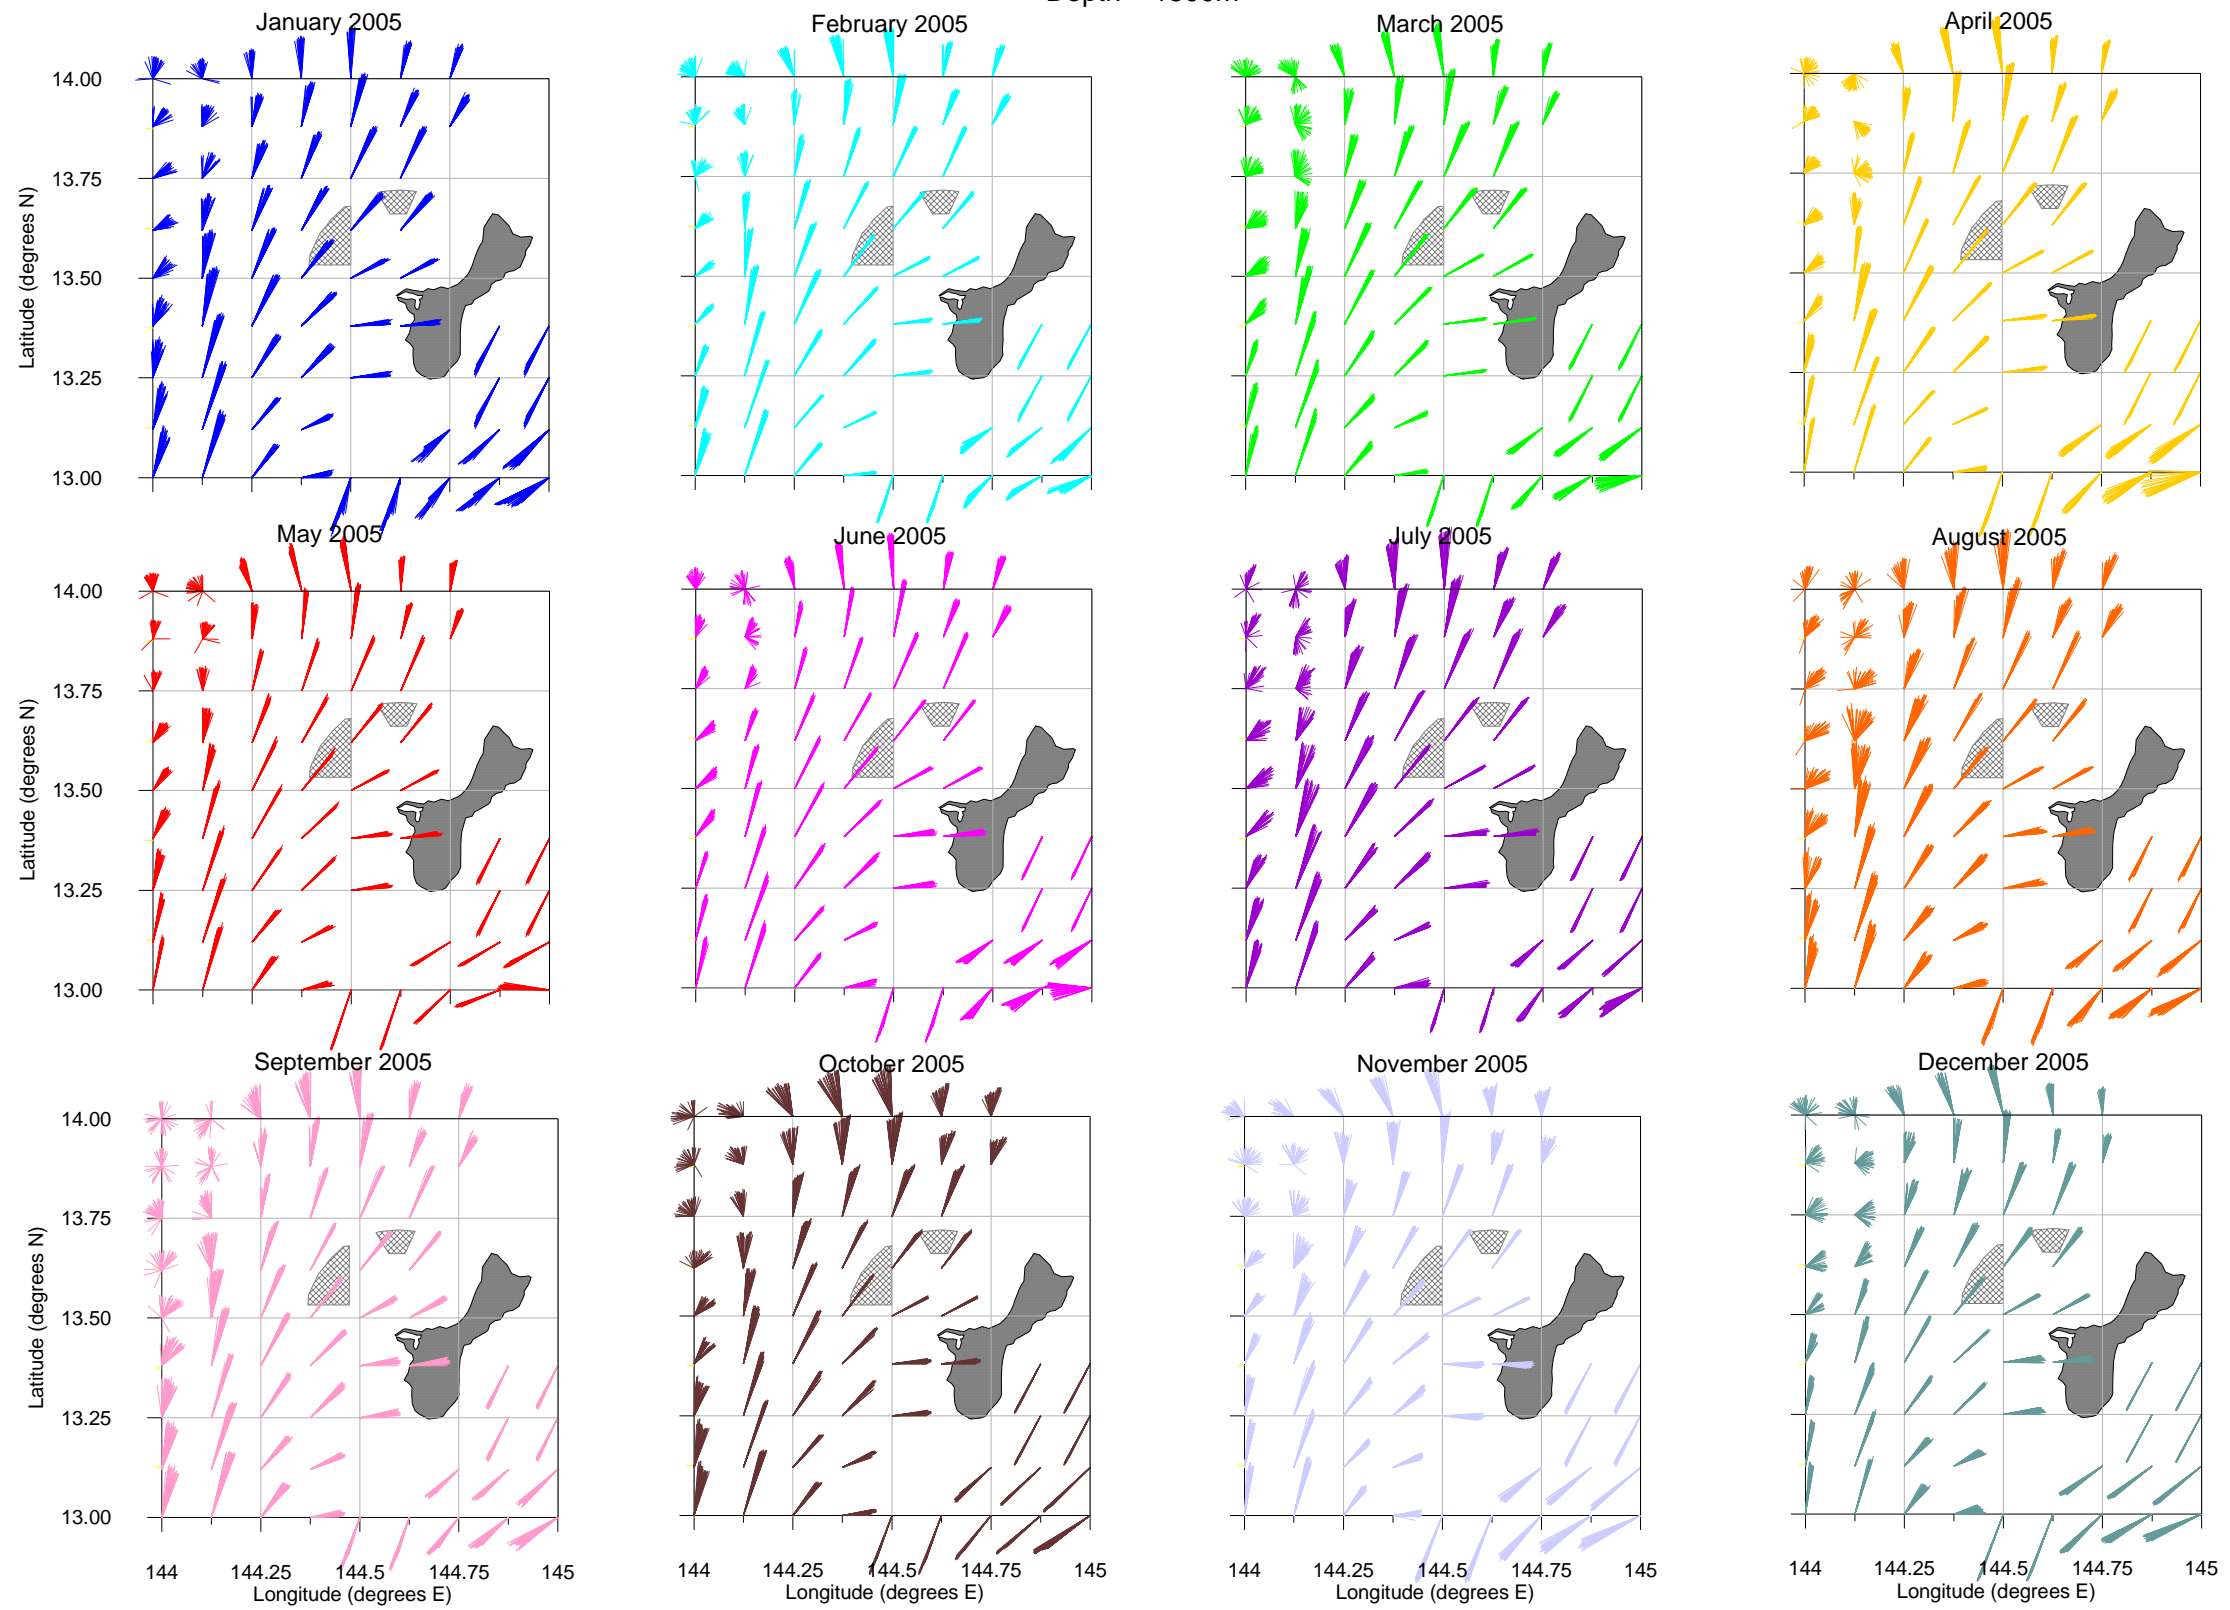 January 2005
February 2005
March 2005
April 2005
14.00
13.75
13.50
13.25
13.00
Latitude (degrees N)
May 2005
June 2005
July 2005
August 2005
14.00
13.75
13.50
13.25
13.00
Latitude (degrees N)
September 2005
October 2005
November 2005
December 2005
14.00
13.75
13.50
13.25
13.00
Latitude (degrees N)
144 144.25 144.5 144.75 145
Longitude (degrees E)
144 144.25 144.5 144.75 145
Longitude (degrees E)
144 144.25 144.5 144.75 145
Longitude (degrees E)
144 144.25 144.5 144.75 145
Longitude (degrees E)